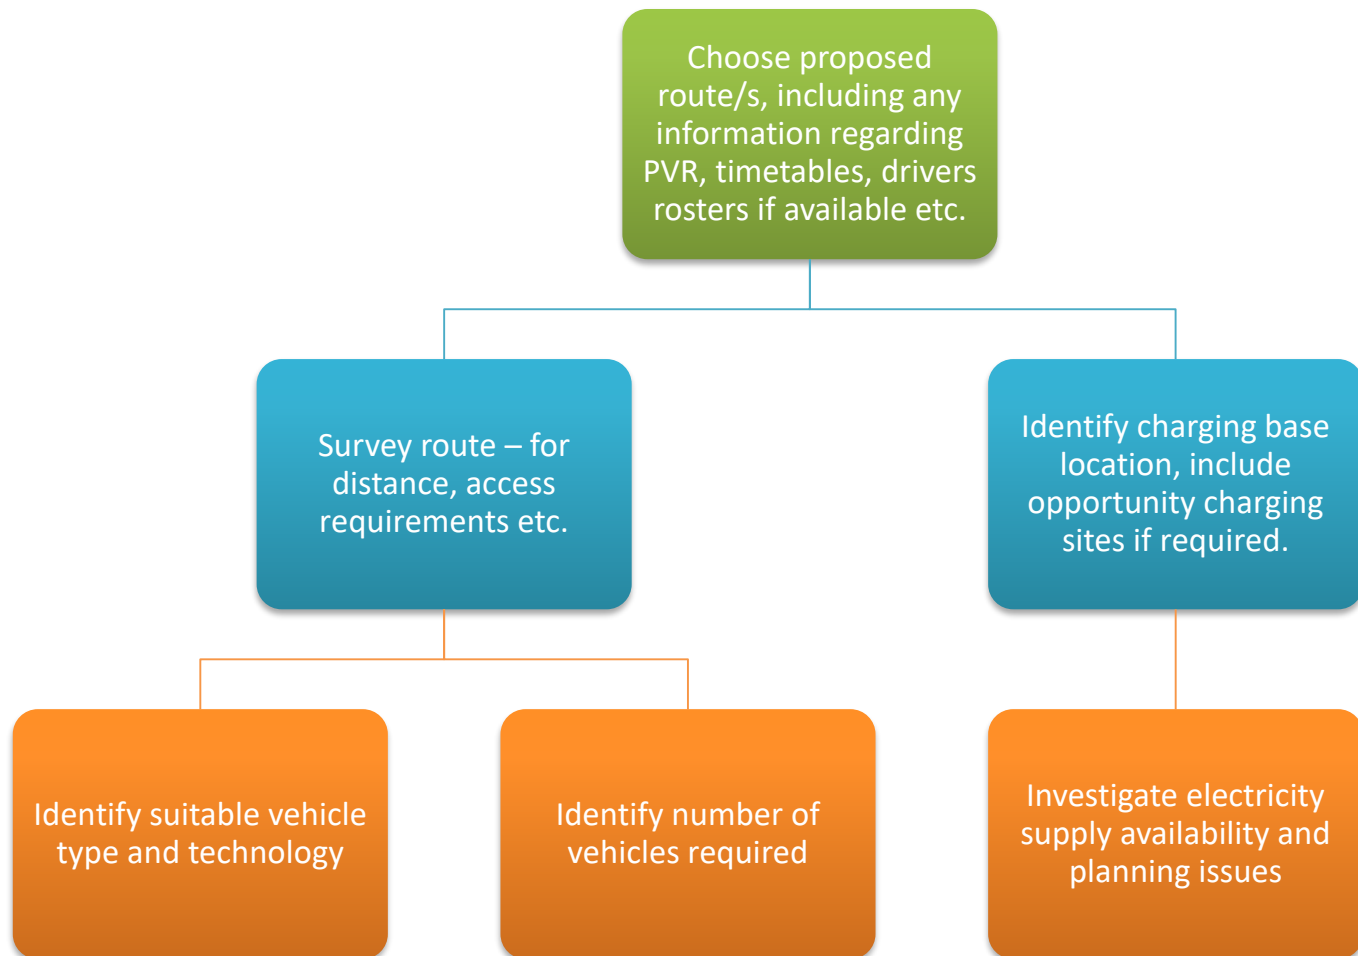 Choose proposed
route/s, including any
information regarding
PVR, timetables, drivers
rosters if available etc.
Survey route – for
distance, access
requirements etc.
Identify charging base
location, include
opportunity charging
sites if required.
Identify suitable vehicle
type and technology
Identify number of
vehicles required
Investigate electricity
supply availability and
planning issues